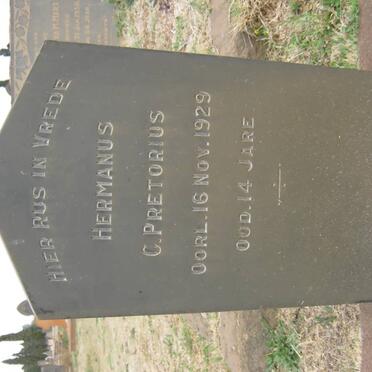 HIER RUS IN VREDE
HERMANUS
C. PRETORIUS
OORL. 16 NOV. 1929
OUD. 14 JARE